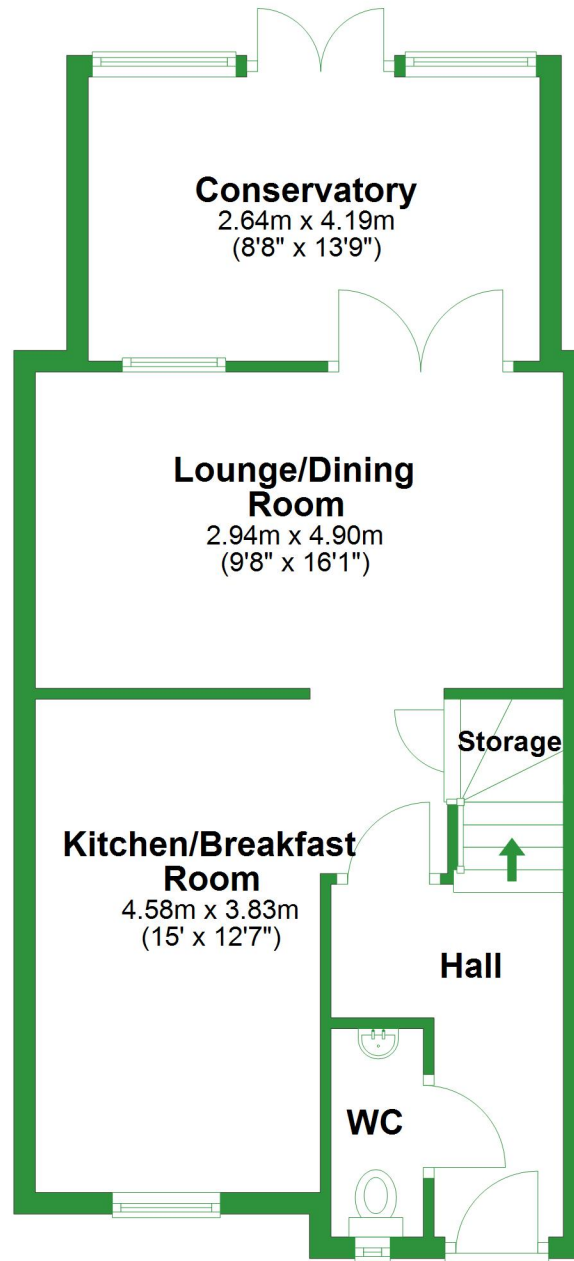 Conservatory
2.64m x 4.19m
(8'8" x 13'9")
Lounge/Dining
Room
2.94m x 4.90m
(9'8" x 16'1")
Storage
Kitchen/Breakfast
Room
4.58m x 3.83m
(15' x 12'7")
Hall
WC